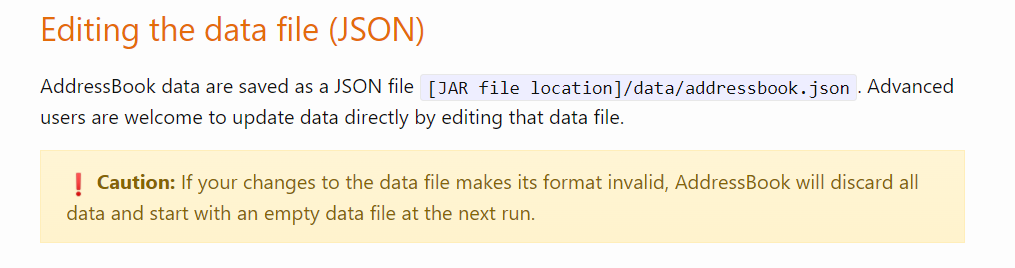 Editing the data file (JSON)
AddressBook data are saved as a JSON file [JAR file location]/data/addressbook.json. Advanced
users are welcome to update data directly by editing that data file.
❗ Caution: If your changes to the data file makes its format invalid, AddressBook will discard all
data and start with an empty data file at the next run.